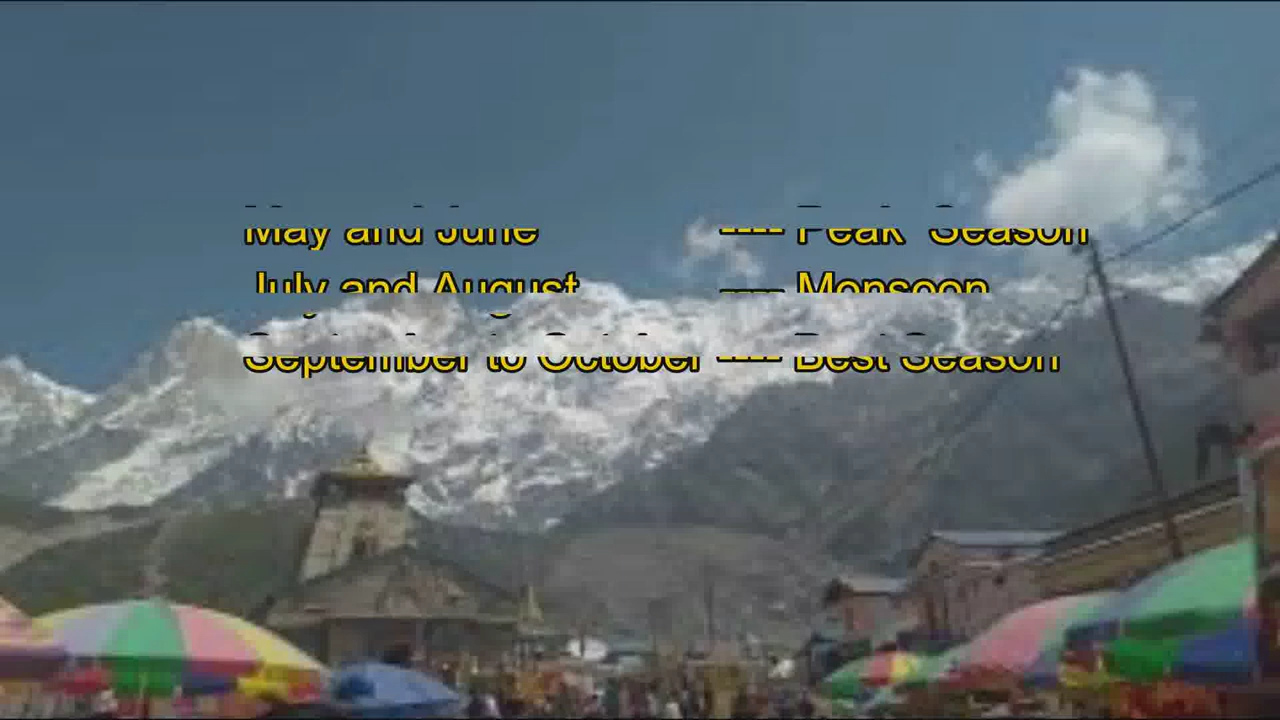 May and June ---- Peak Season
July and August ---- Monsoon
September to October ---- Best Season